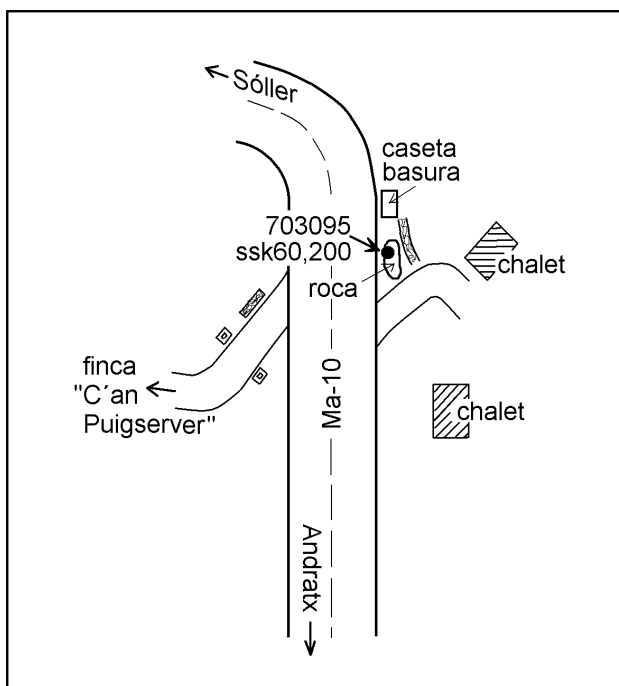 Sóller
caseta
basura
703095
ssk60,200
roca
chalet
finca
"C´an
Puigserver"
Ma-10
chalet
Andratx